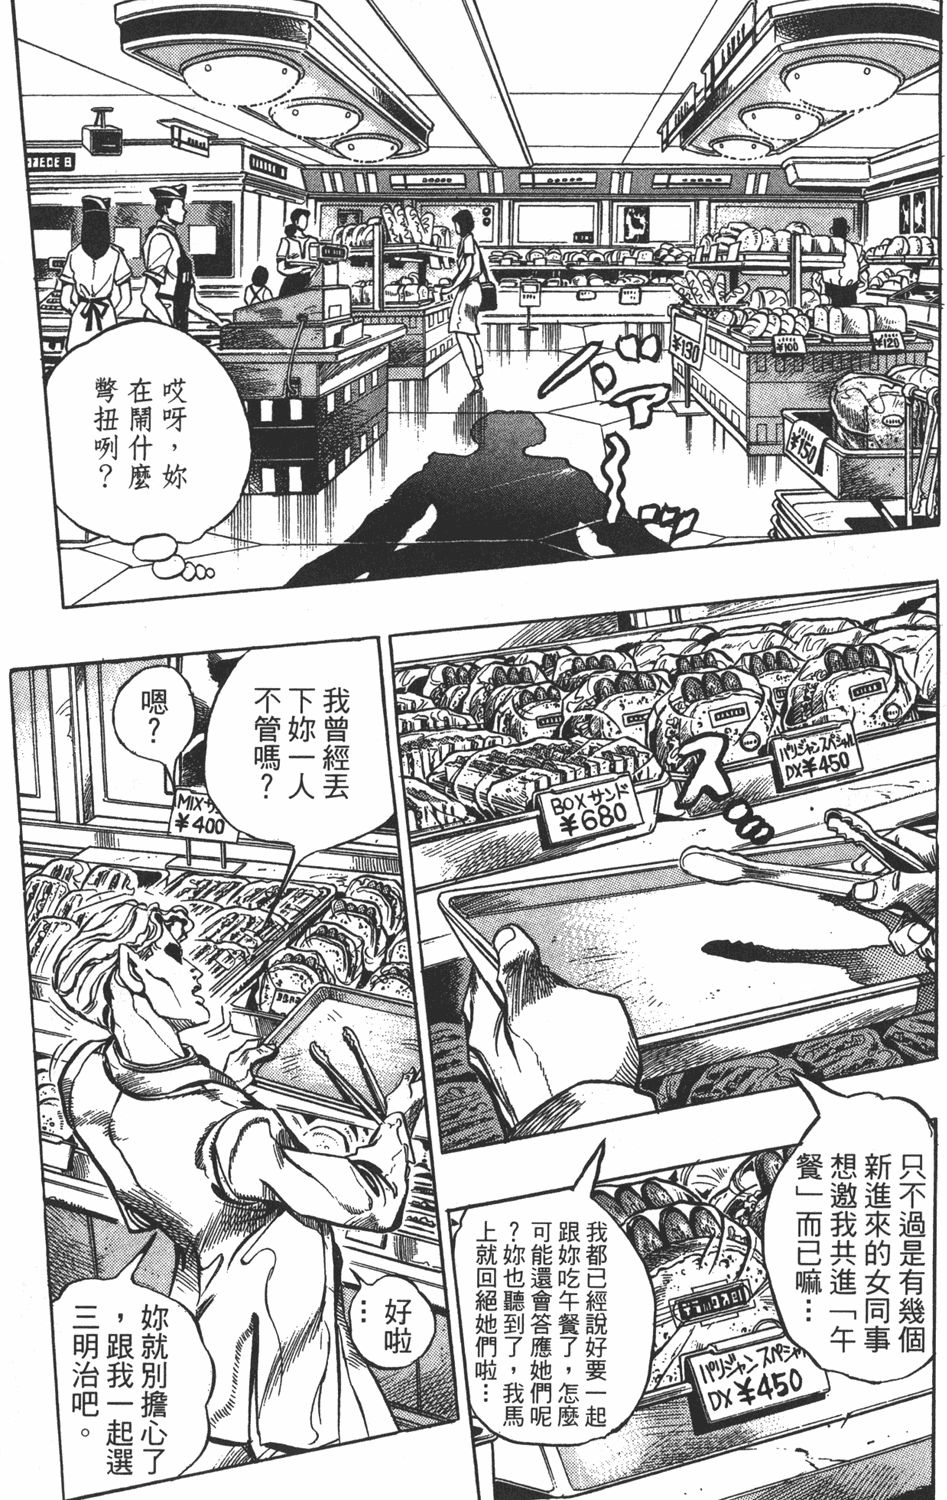 哎呀，妳
在鬧什麼
彆扭咧？
¥130
¥100
¥120
¥150
パリジャンスペシャル
DX¥450
BOXサンド
¥680
ス…
只不過是有幾個
新進來的女同事
想邀我共進「午
餐」而已嘛…
我都已經說好要一起
跟妳吃午餐了，怎麼
可能還會答應她們呢
？妳也聽到了，我馬
上就回絕她們啦…
パリジャンスペシャル
DX¥450
我曾經丟
下妳一人
不管嗎？
嗯？
MIXサ
¥400
好啦
…
妳就別擔心了
，跟我一起選
三明治吧。